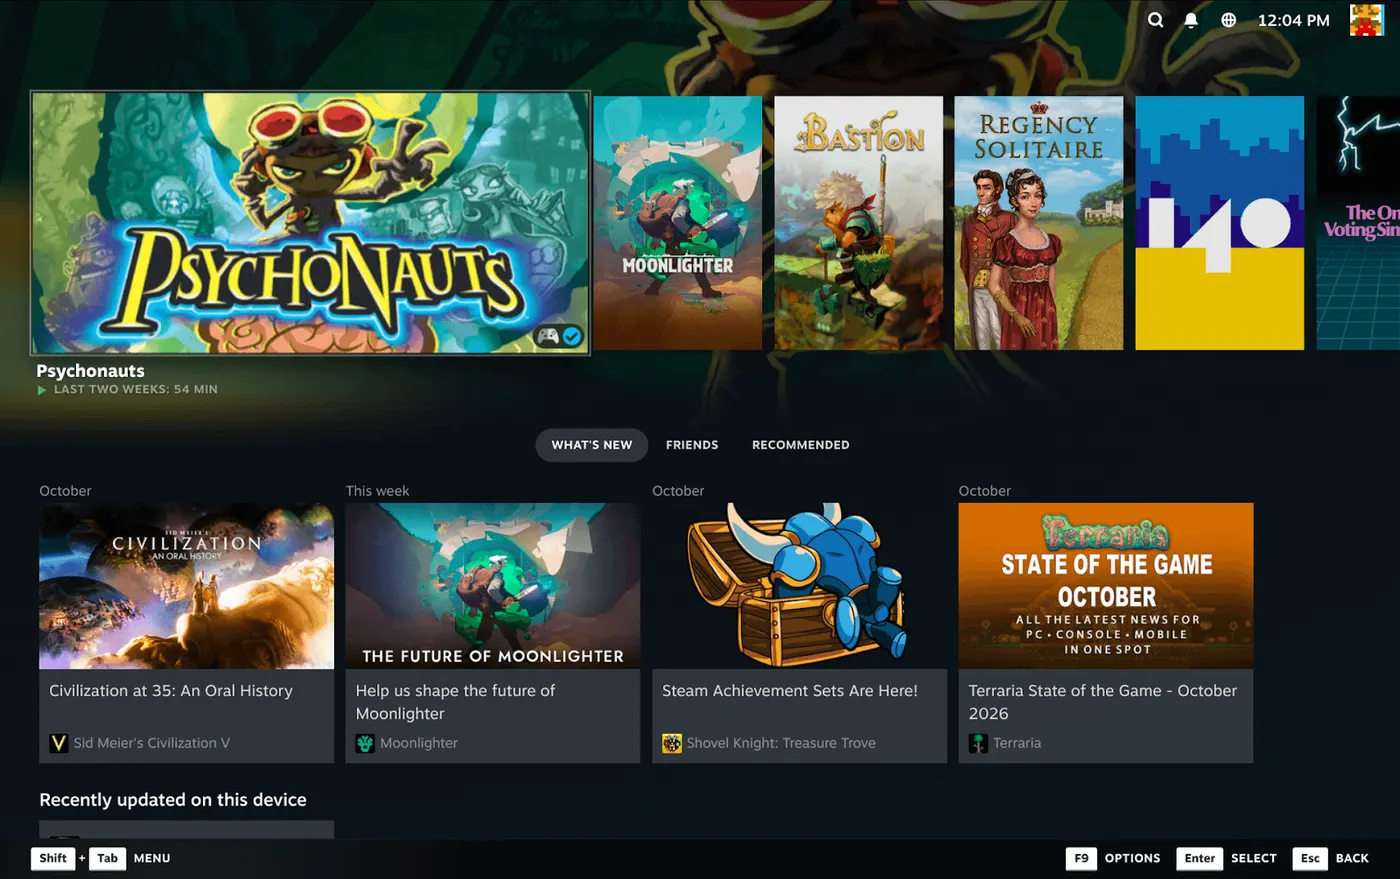 12:04 PM
PSYCHONAUTS
MOONLIGHTER
BASTION
REGENCY
SOLITAIRE
140
The On
Voting Sim
Psychonauts
LAST TWO WEEKS: 54 MIN
WHAT'S NEW
FRIENDS
RECOMMENDED
October
This week
October
October
SID MEIER'S
CIVILIZATION
AN ORAL HISTORY
THE FUTURE OF MOONLIGHTER
Terraria
STATE OF THE GAME
OCTOBER
ALL THE LATEST NEWS FOR
PC • CONSOLE • MOBILE
IN ONE SPOT
Civilization at 35: An Oral History
Sid Meier's Civilization V
Help us shape the future of
Moonlighter
Moonlighter
Steam Achievement Sets Are Here!
Shovel Knight: Treasure Trove
Terraria State of the Game - October
2026
Terraria
Recently updated on this device
Shift + Tab MENU
F9 OPTIONS Enter SELECT Esc BACK